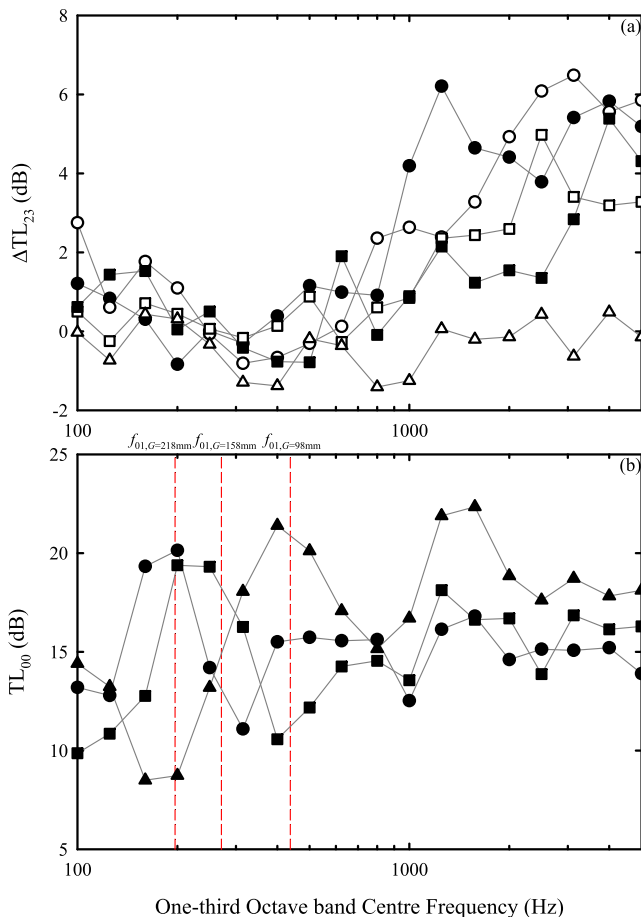 (a)
8
6
4
2
0
-2
ΔTL23 (dB)
100
1000
f01,G=218mm f01,G=158mm f01,G=98mm
(b)
25
20
15
10
5
TL00 (dB)
100
1000
One-third Octave band Centre Frequency (Hz)